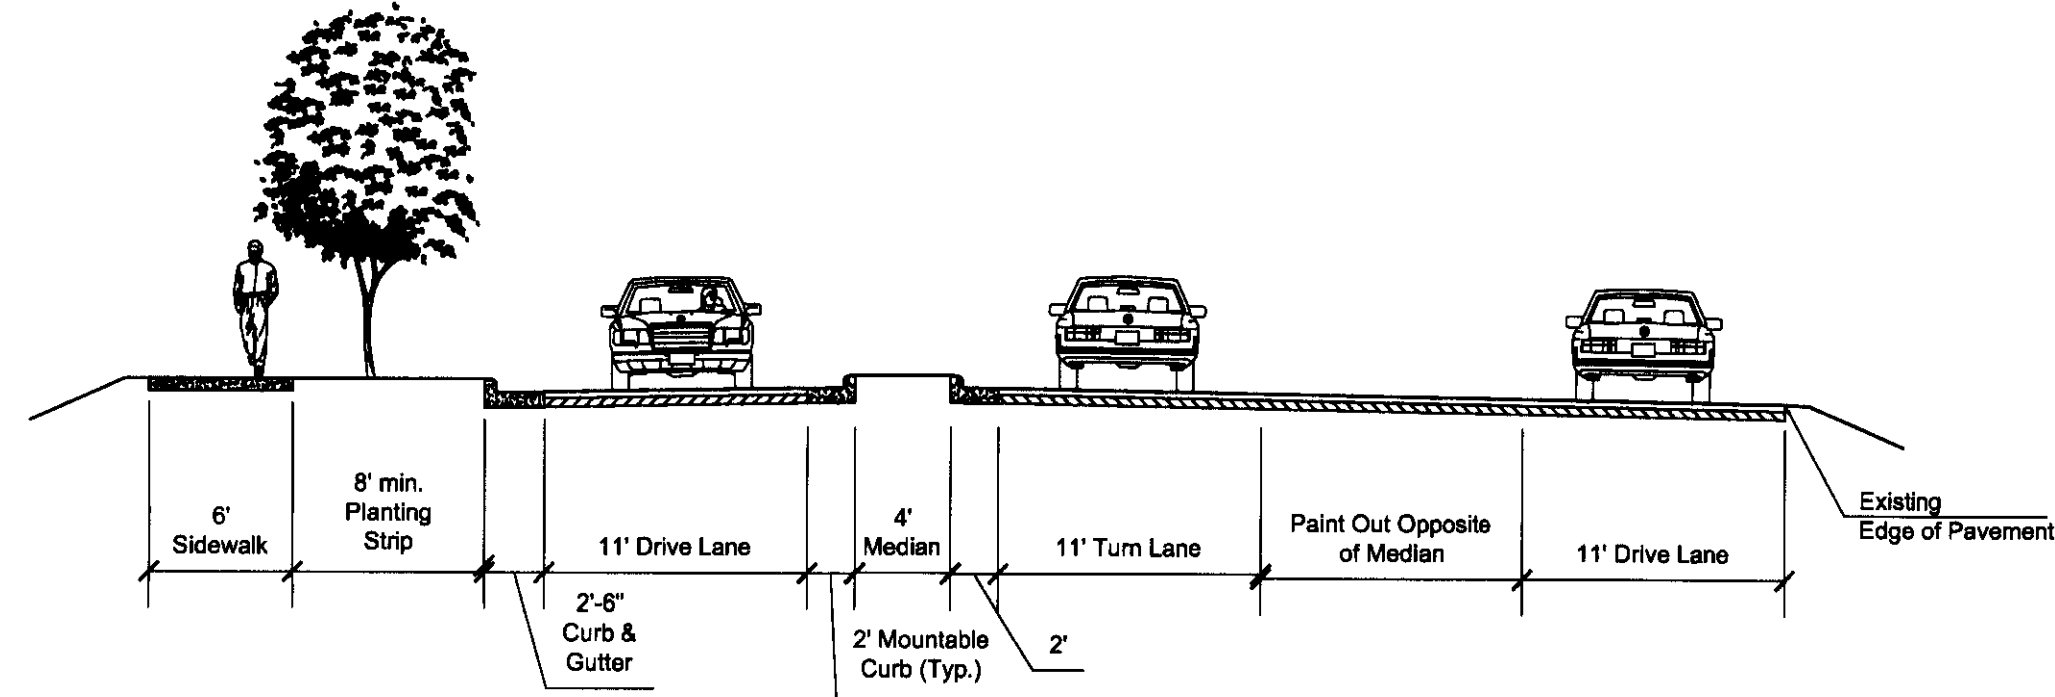 6'
Sidewalk
8' min.
Planting
Strip
2'-6"
Curb &
Gutter
11' Drive Lane
2' Mountable
Curb (Typ.)
4'
Median
2'
11' Turn Lane
Paint Out Opposite
of Median
11' Drive Lane
Existing
Edge of Pavement